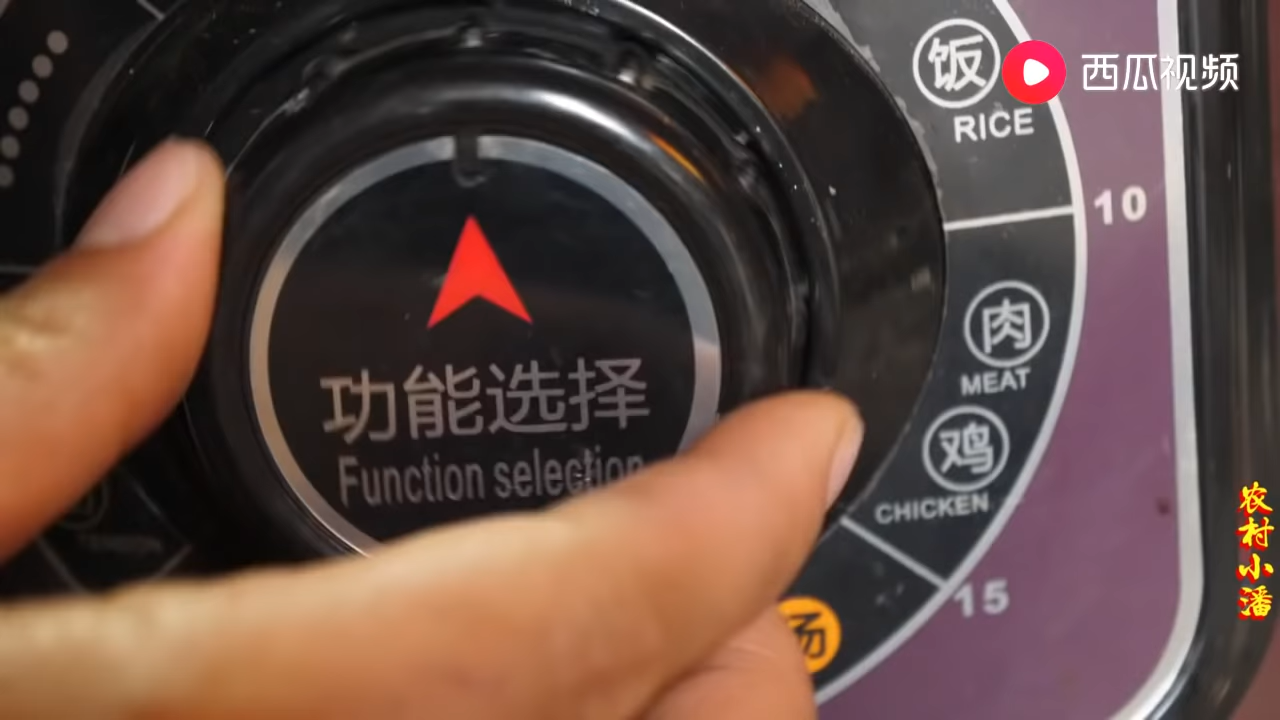 饭
RICE
西瓜视频
10
功能选择
Function selection
肉
MEAT
鸡
CHICKEN
15
汤
农村小潘